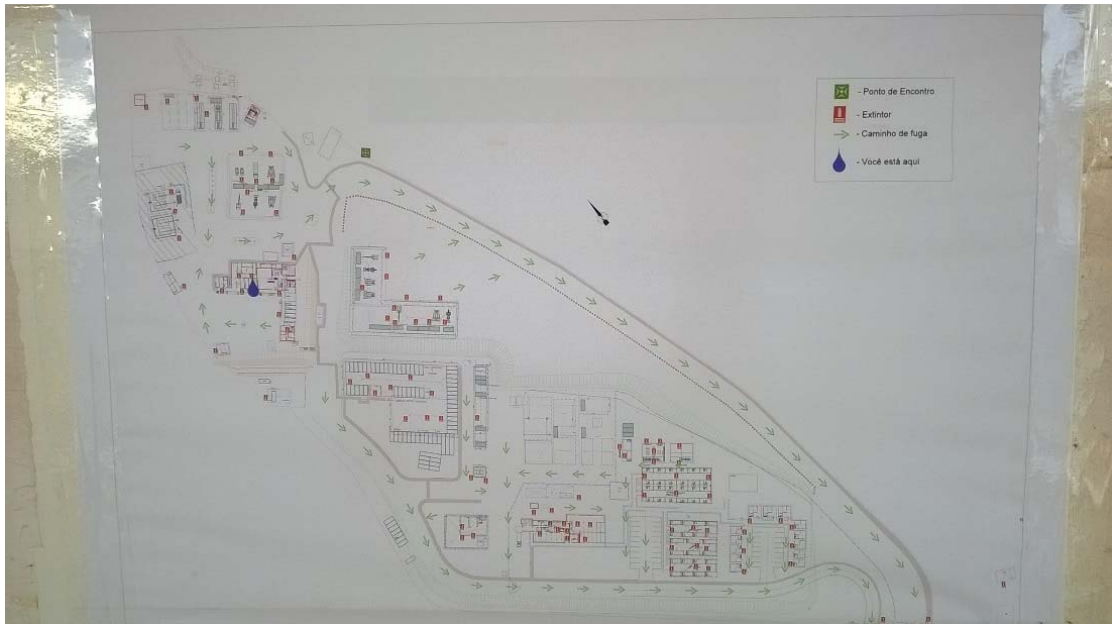 - Ponto de Encontro
- Extintor
- Caminho de fuga
- Você está aqui